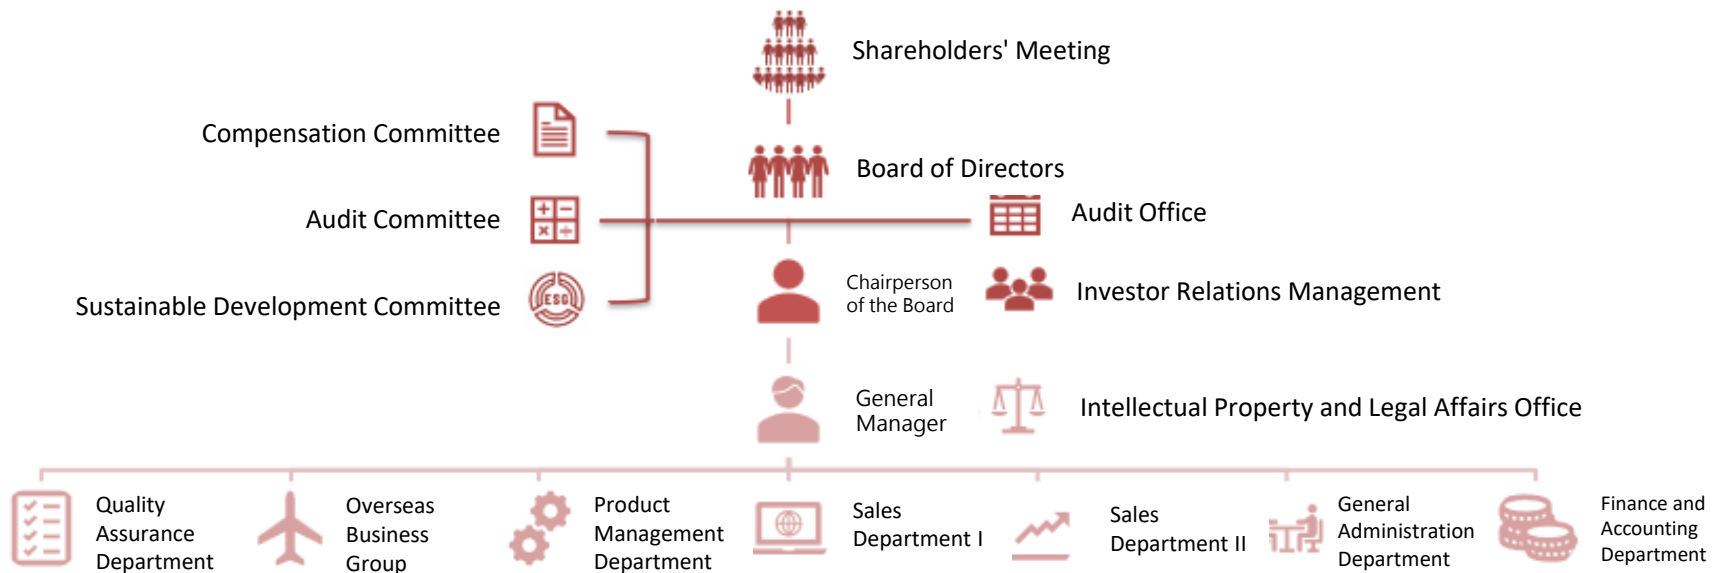 Shareholders' Meeting
Compensation Committee
Board of Directors
Audit Committee
Audit Office
Sustainable Development Committee
ESG
Chairperson
of the Board
Investor Relations Management
General
Manager
Intellectual Property and Legal Affairs Office
Quality
Assurance
Department
Overseas
Business
Group
Product
Management
Department
Sales
Department I
Sales
Department II
General
Administration
Department
Finance and
Accounting
Department